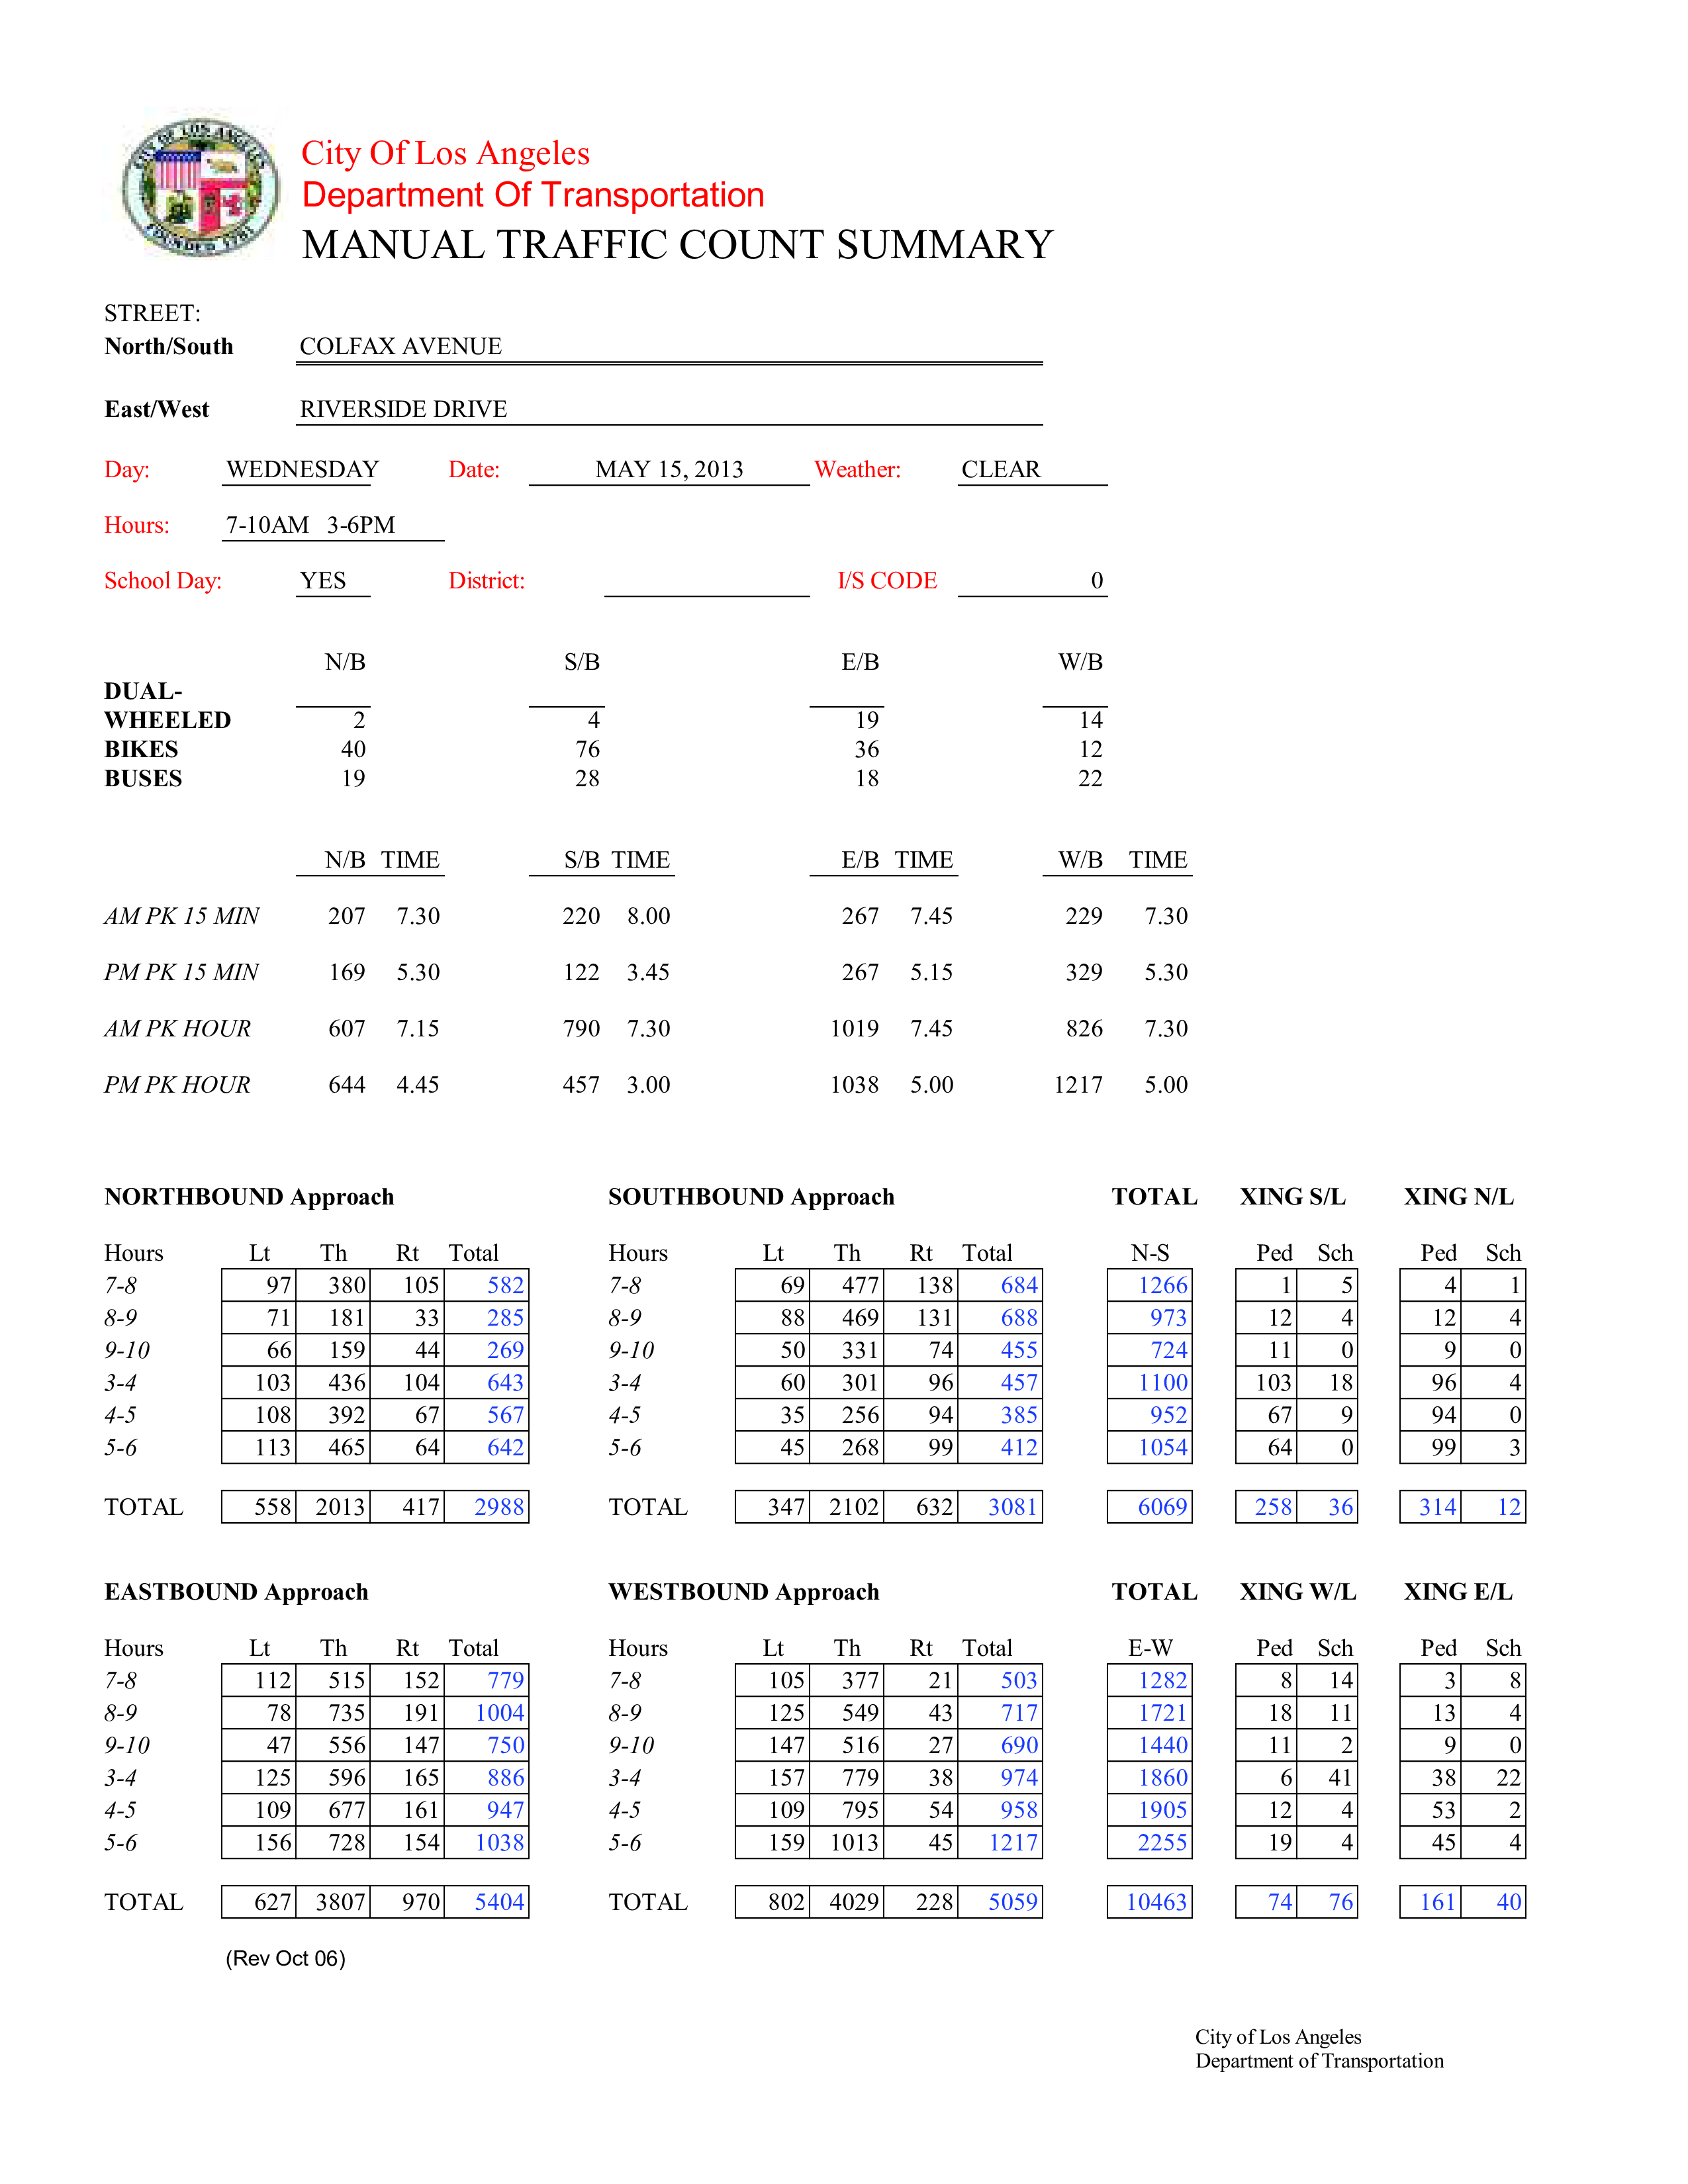 City Of Los Angeles
Department Of Transportation
MANUAL TRAFFIC COUNT SUMMARY
STREET:
North/South COLFAX AVENUE
East/West RIVERSIDE DRIVE
Day: WEDNESDAY Date: MAY 15, 2013 Weather: CLEAR
Hours: 7-10AM 3-6PM
School Day: YES District: I/S CODE 0
N/B S/B E/B W/B
DUAL-
WHEELED 2 4 19 14
BIKES 40 76 36 12
BUSES 19 28 18 22
N/B TIME S/B TIME E/B TIME W/B TIME
AM PK 15 MIN 207 7.30 220 8.00 267 7.45 229 7.30
PM PK 15 MIN 169 5.30 122 3.45 267 5.15 329 5.30
AM PK HOUR 607 7.15 790 7.30 1019 7.45 826 7.30
PM PK HOUR 644 4.45 457 3.00 1038 5.00 1217 5.00
NORTHBOUND Approach SOUTHBOUND Approach TOTAL XING S/L XING N/L
Hours Lt Th Rt Total Hours Lt Th Rt Total N-S Ped Sch Ped Sch
7-8 97 380 105 582 7-8 69 477 138 684 1266 1 5 4 1
8-9 71 181 33 285 8-9 88 469 131 688 973 12 4 12 4
9-10 66 159 44 269 9-10 50 331 74 455 724 11 0 9 0
3-4 103 436 104 643 3-4 60 301 96 457 1100 103 18 96 4
4-5 108 392 67 567 4-5 35 256 94 385 952 67 9 94 0
5-6 113 465 64 642 5-6 45 268 99 412 1054 64 0 99 3
TOTAL 558 2013 417 2988 TOTAL 347 2102 632 3081 6069 258 36 314 12
EASTBOUND Approach WESTBOUND Approach TOTAL XING W/L XING E/L
Hours Lt Th Rt Total Hours Lt Th Rt Total E-W Ped Sch Ped Sch
7-8 112 515 152 779 7-8 105 377 21 503 1282 8 14 3 8
8-9 78 735 191 1004 8-9 125 549 43 717 1721 18 11 13 4
9-10 47 556 147 750 9-10 147 516 27 690 1440 11 2 9 0
3-4 125 596 165 886 3-4 157 779 38 974 1860 6 41 38 22
4-5 109 677 161 947 4-5 109 795 54 958 1905 12 4 53 2
5-6 156 728 154 1038 5-6 159 1013 45 1217 2255 19 4 45 4
TOTAL 627 3807 970 5404 TOTAL 802 4029 228 5059 10463 74 76 161 40
(Rev Oct 06)
City of Los Angeles
Department of Transportation